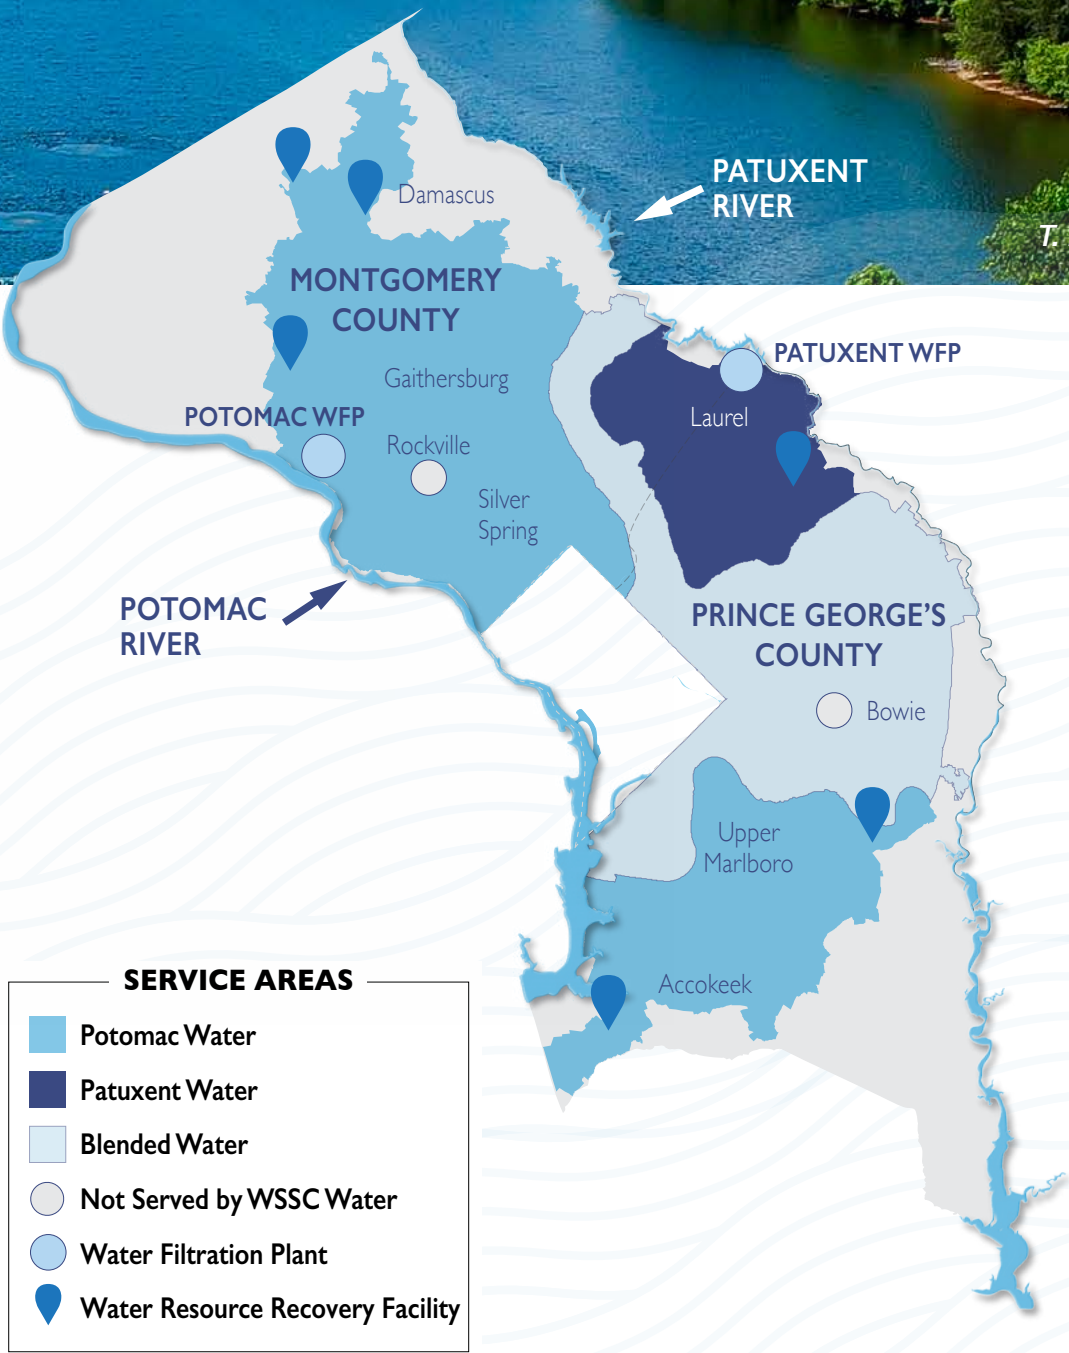 PATUXENT
RIVER
T.
Damascus
MONTGOMERY
COUNTY
PATUXENT WFP
Gaithersburg
POTOMAC WFP
Laurel
Rockville
Silver
Spring
POTOMAC
RIVER
PRINCE GEORGE'S
COUNTY
Bowie
Upper
Marlboro
Accokeek
SERVICE AREAS
Potomac Water
Patuxent Water
Blended Water
Not Served by WSSC Water
Water Filtration Plant
Water Resource Recovery Facility